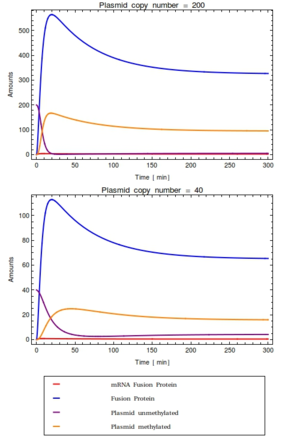 Plasmid copy number = 200
500
400
300
200
100
0
Amounts
0 50 100 150 200 250 300
Time [ min]
Plasmid copy number = 40
100
80
60
40
20
0
Amounts
0 50 100 150 200 250 300
Time [ min]
mRNA Fusion Protein
Fusion Protein
Plasmid unmethylated
Plasmid methylated